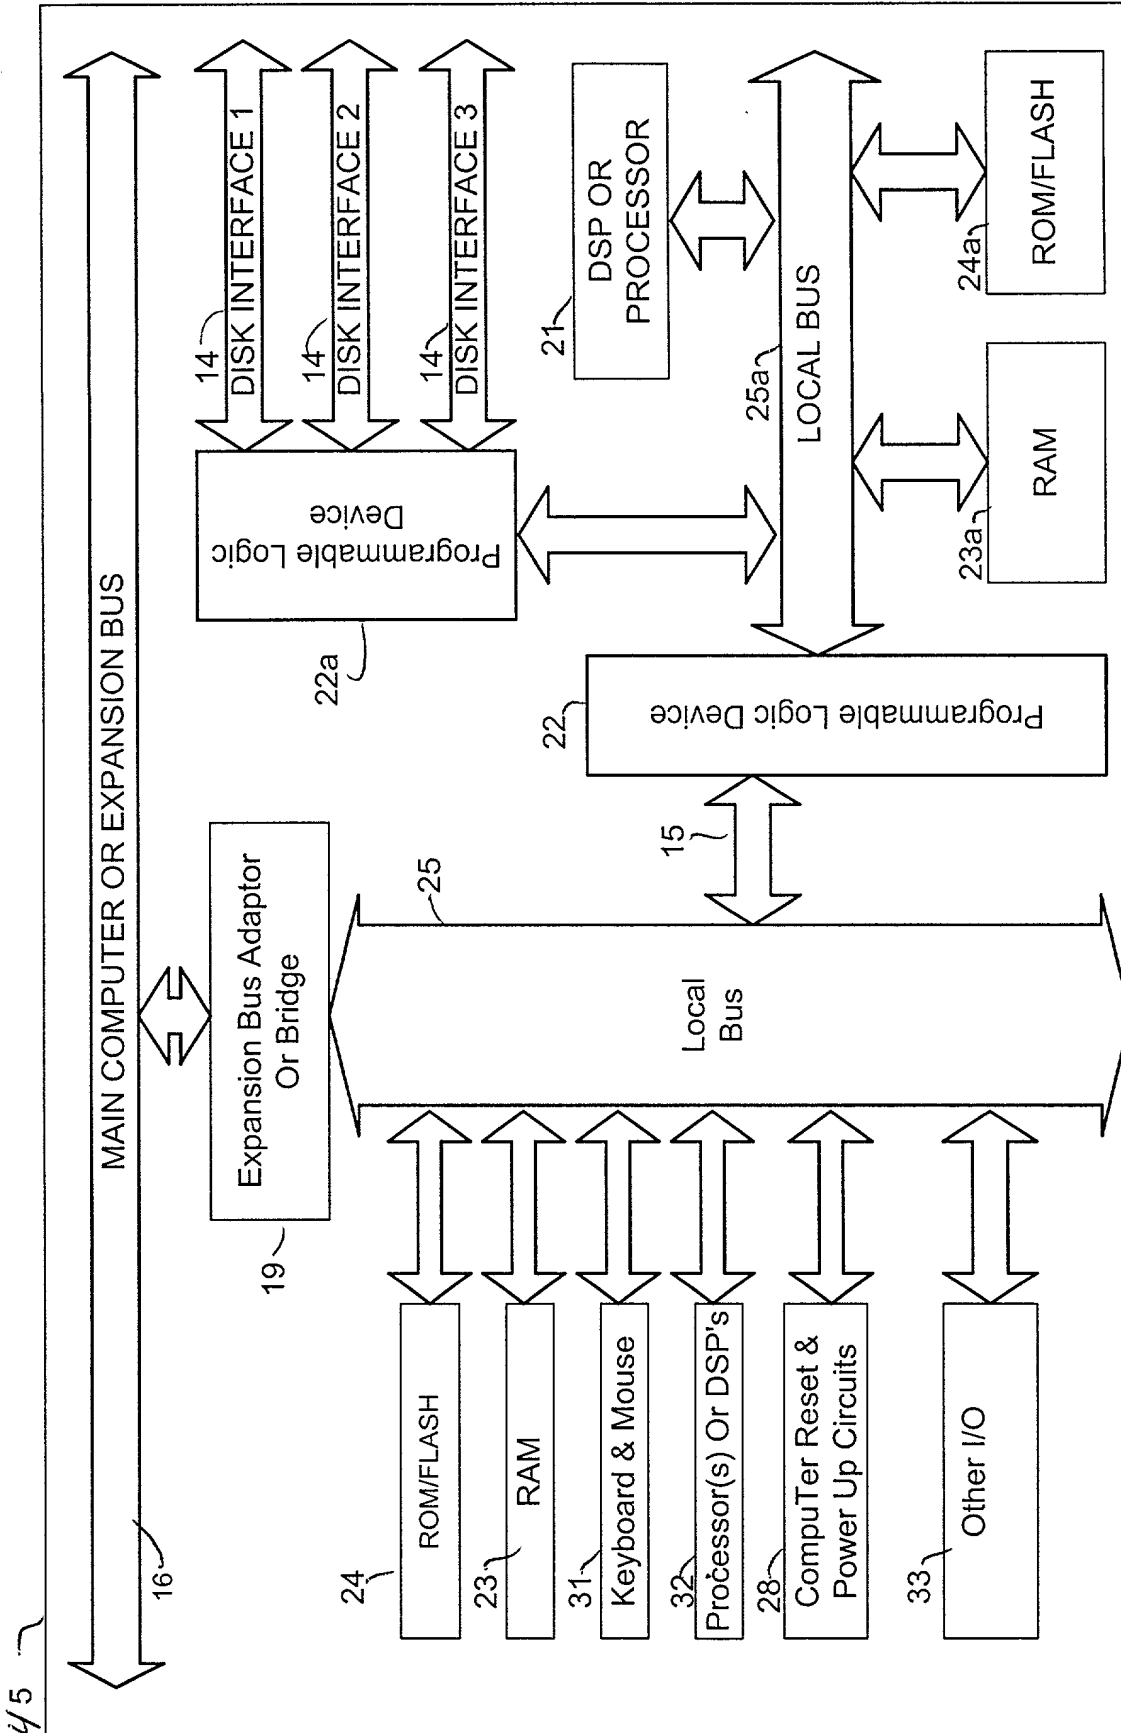 4/5
MAIN COMPUTER OR EXPANSION BUS
16
DISK INTERFACE 1
14
DISK INTERFACE 2
14
DISK INTERFACE 3
14
Programmable Logic
Device
22a
Expansion Bus Adaptor
Or Bridge
19
DSP OR
PROCESSOR
21
LOCAL BUS
25a
ROM/FLASH
24a
RAM
23a
Programmable Logic Device
22
15
25
Local
Bus
ROM/FLASH
24
RAM
23
Keyboard & Mouse
31
Processor(s) Or DSP's
32
CompuTer Reset &
Power Up Circuits
28
Other I/O
33